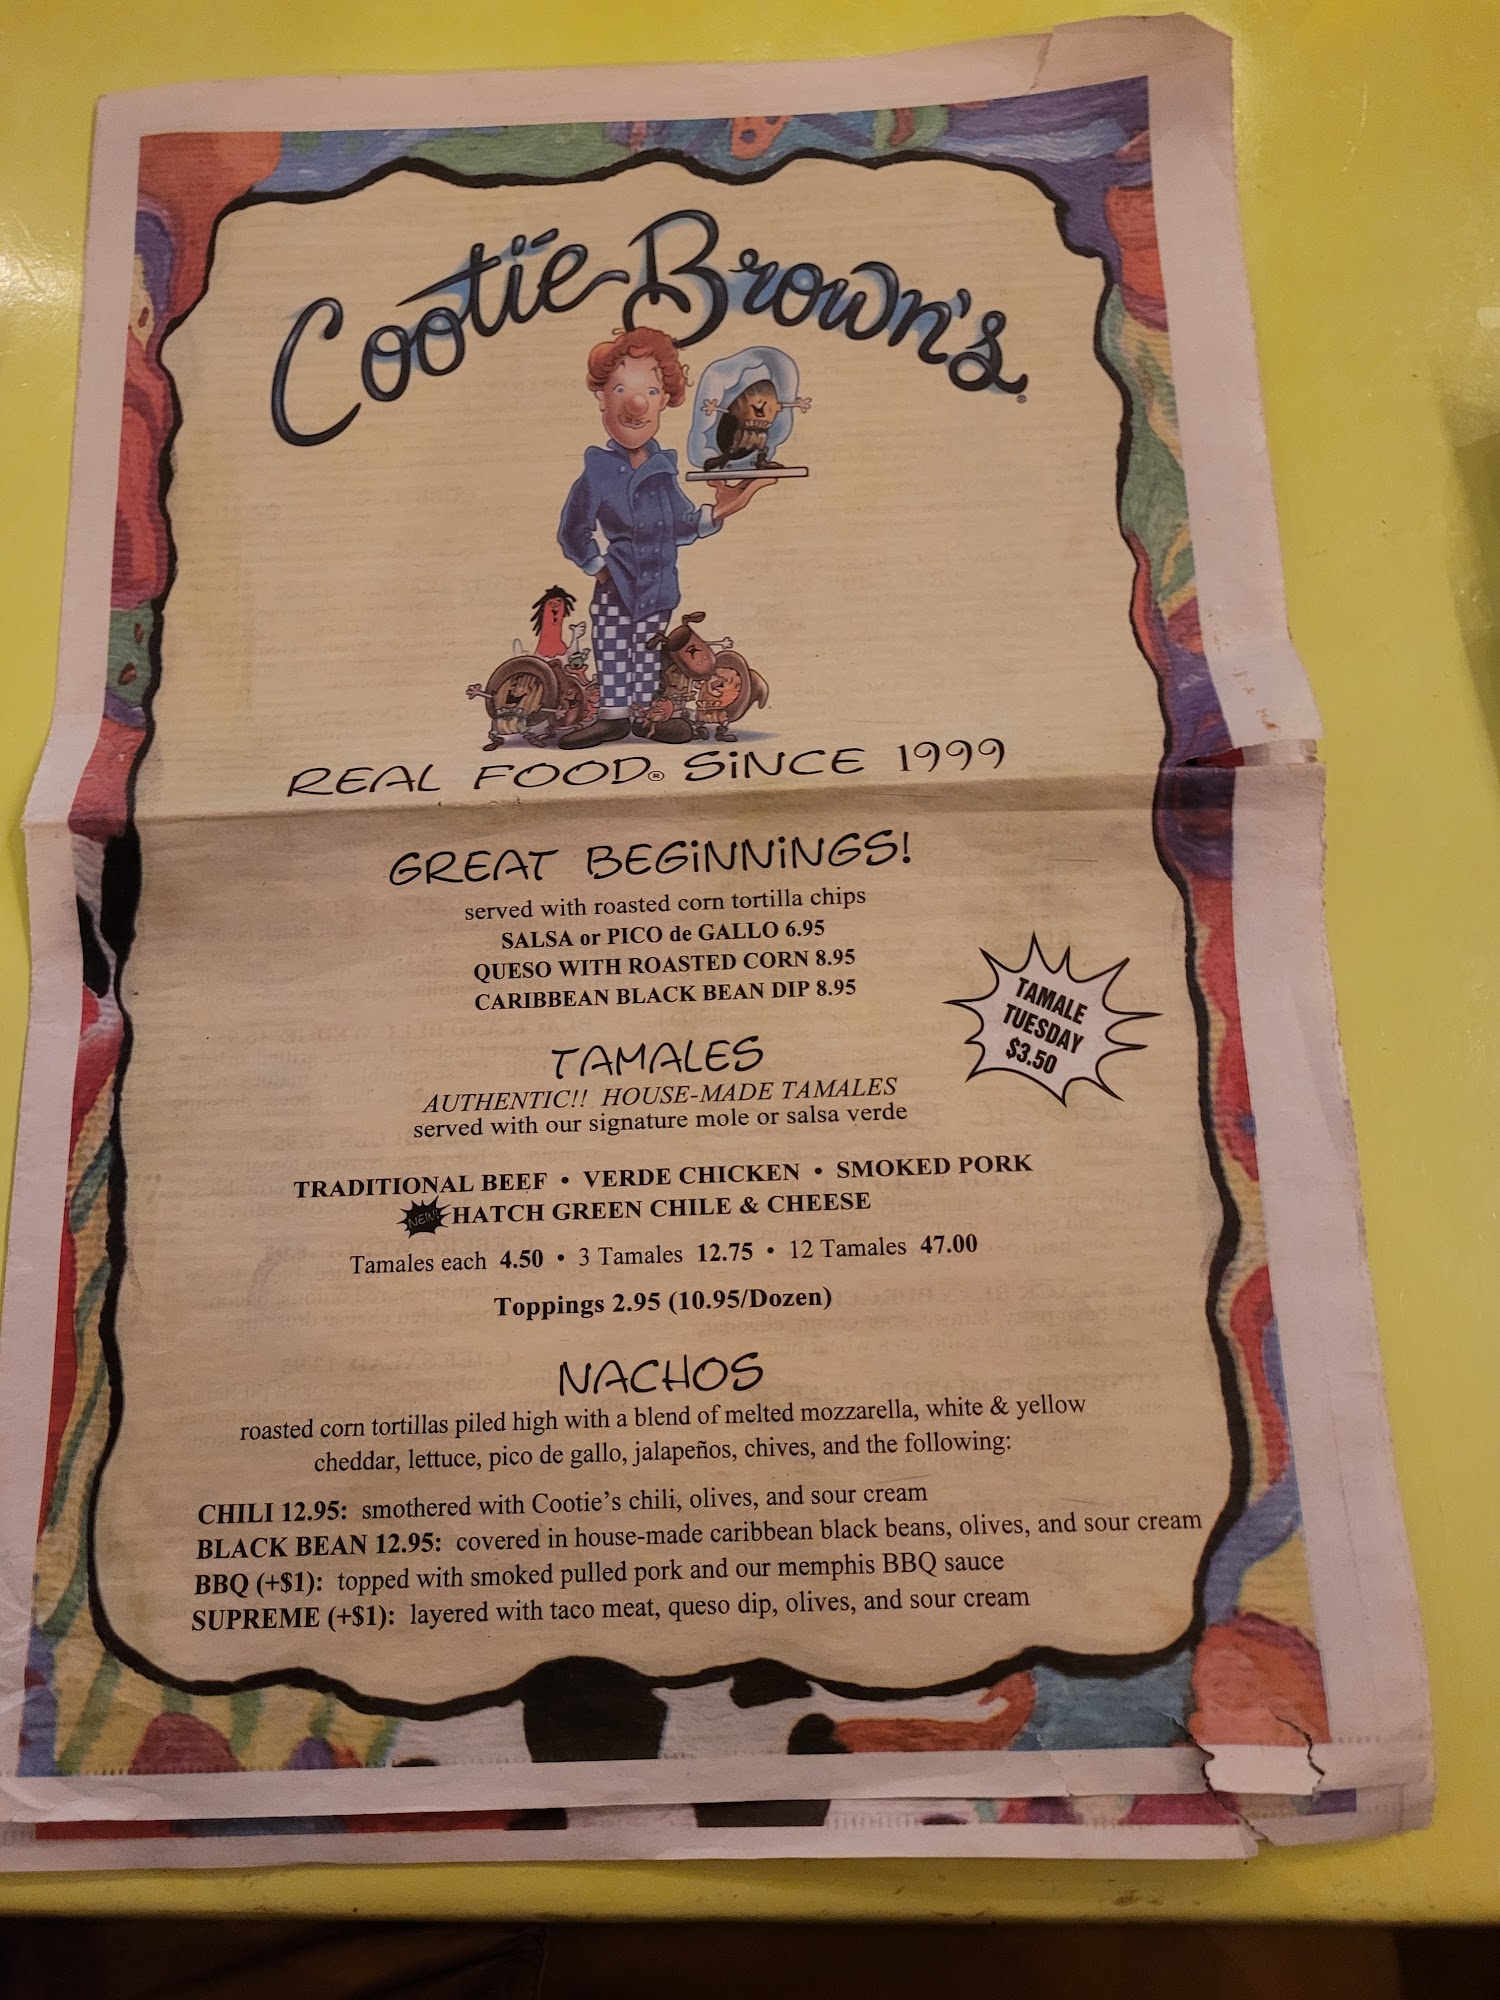 Cootie Brown's®
REAL FOOD® SiNCE 1999
GREAT BEGiNNiNGS!
served with roasted corn tortilla chips
SALSA or PICO de GALLO 6.95
QUESO WITH ROASTED CORN 8.95
CARIBBEAN BLACK BEAN DIP 8.95
TAMALE
TUESDAY
$3.50
TAMALES
AUTHENTIC!! HOUSE-MADE TAMALES
served with our signature mole or salsa verde
TRADITIONAL BEEF • VERDE CHICKEN • SMOKED PORK
NEW! HATCH GREEN CHILE & CHEESE
Tamales each 4.50 • 3 Tamales 12.75 • 12 Tamales 47.00
Toppings 2.95 (10.95/Dozen)
NACHOS
roasted corn tortillas piled high with a blend of melted mozzarella, white & yellow
cheddar, lettuce, pico de gallo, jalapeños, chives, and the following:
CHILI 12.95: smothered with Cootie's chili, olives, and sour cream
BLACK BEAN 12.95: covered in house-made caribbean black beans, olives, and sour cream
BBQ (+$1): topped with smoked pulled pork and our memphis BBQ sauce
SUPREME (+$1): layered with taco meat, queso dip, olives, and sour cream